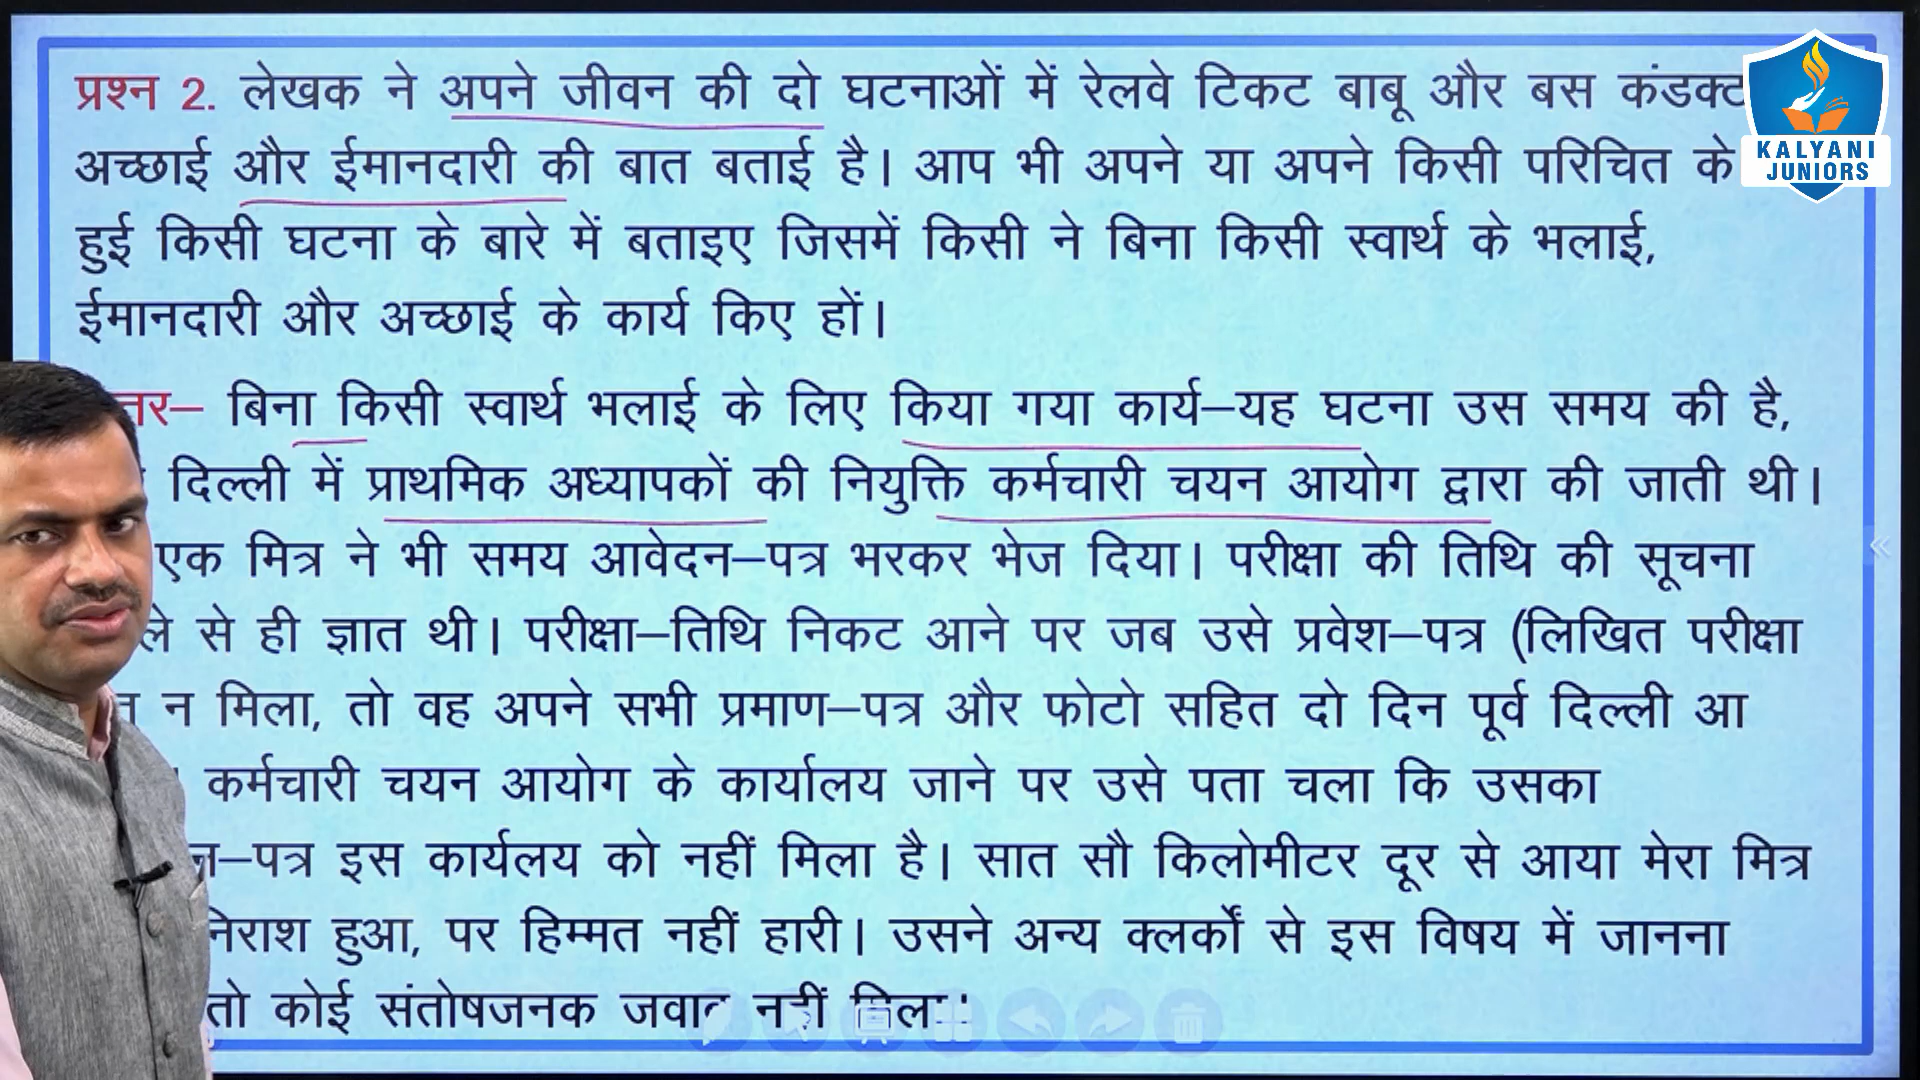 प्रश्न 2. लेखक ने अपने जीवन की दो घटनाओं में रेलवे टिकट बाबू और बस
अच्छाई और ईमानदारी की बात बताई है। आप भी अपने या अपने किसी परिचित के
हुई किसी घटना के बारे में बताइए जिसमें किसी ने बिना किसी स्वार्थ के भलाई,
ईमानदारी और अच्छाई के कार्य किए हों।
बिना किसी स्वार्थ भलाई के लिए किया गया कार्य–यह घटना उस समय की है,
दिल्ली में प्राथमिक अध्यापकों की नियुक्ति कर्मचारी चयन आयोग द्वारा की जाती थी।
एक मित्र ने भी समय आवेदन–पत्र भरकर भेज दिया। परीक्षा की तिथि की सूचना
से ही ज्ञात थी। परीक्षा–तिथि निकट आने पर जब उसे प्रवेश–पत्र (लिखित परीक्षा
न मिला, तो वह अपने सभी प्रमाण–पत्र और फोटो सहित दो दिन पूर्व दिल्ली आ
कर्मचारी चयन आयोग के कार्यालय जाने पर उसे पता चला कि उसका
–पत्र इस कार्यलय को नहीं मिला है। सात सौ किलोमीटर दूर से आया मेरा मित्र
निराश हुआ, पर हिम्मत नहीं हारी। उसने अन्य क्लर्कों से इस विषय में जानना
तो कोई संतोषजनक जवाब नहीं मिला।
KALYANI
JUNIORS